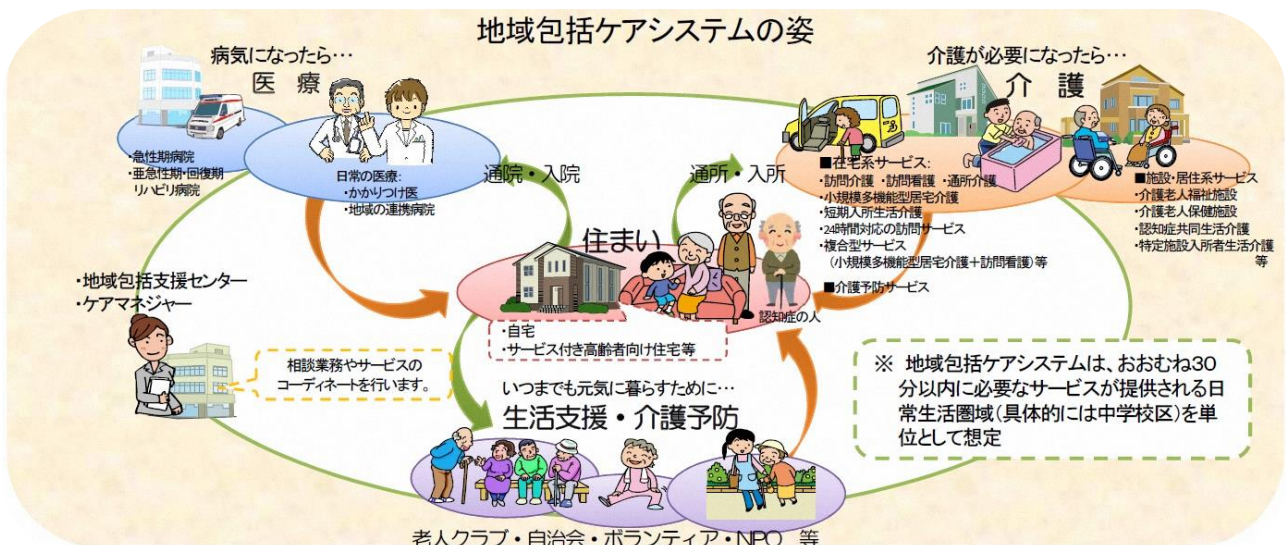 地域包括ケアシステムの姿
病気になったら…
医 療
・急性期病院
・亜急性期・回復期
リハビリ病院
日常の医療:
・かかりつけ医
・地域の連携病院
通院・入院
通所・入所
介護が必要になったら…
介 護
■在宅系サービス:
・訪問介護 ・訪問看護 ・通所介護
・小規模多機能型居宅介護
・短期入所生活介護
・24時間対応の訪問サービス
・複合型サービス
(小規模多機能型居宅介護+訪問看護)等
■介護予防サービス
■施設・居住系サービス
・介護老人福祉施設
・介護老人保健施設
・認知症共同生活介護
・特定施設入所者生活介護
等
住まい
認知症の人
・自宅
・サービス付き高齢者向け住宅等
・地域包括支援センター
・ケアマネジャー
相談業務やサービスの
コーディネートを行います。
いつまでも元気に暮らすために…
生活支援・介護予防
老人クラブ・自治会・ボランティア・NPO 等
※ 地域包括ケアシステムは、おおむね30
分以内に必要なサービスが提供される日
常生活圏域(具体的には中学校区)を単
位として想定